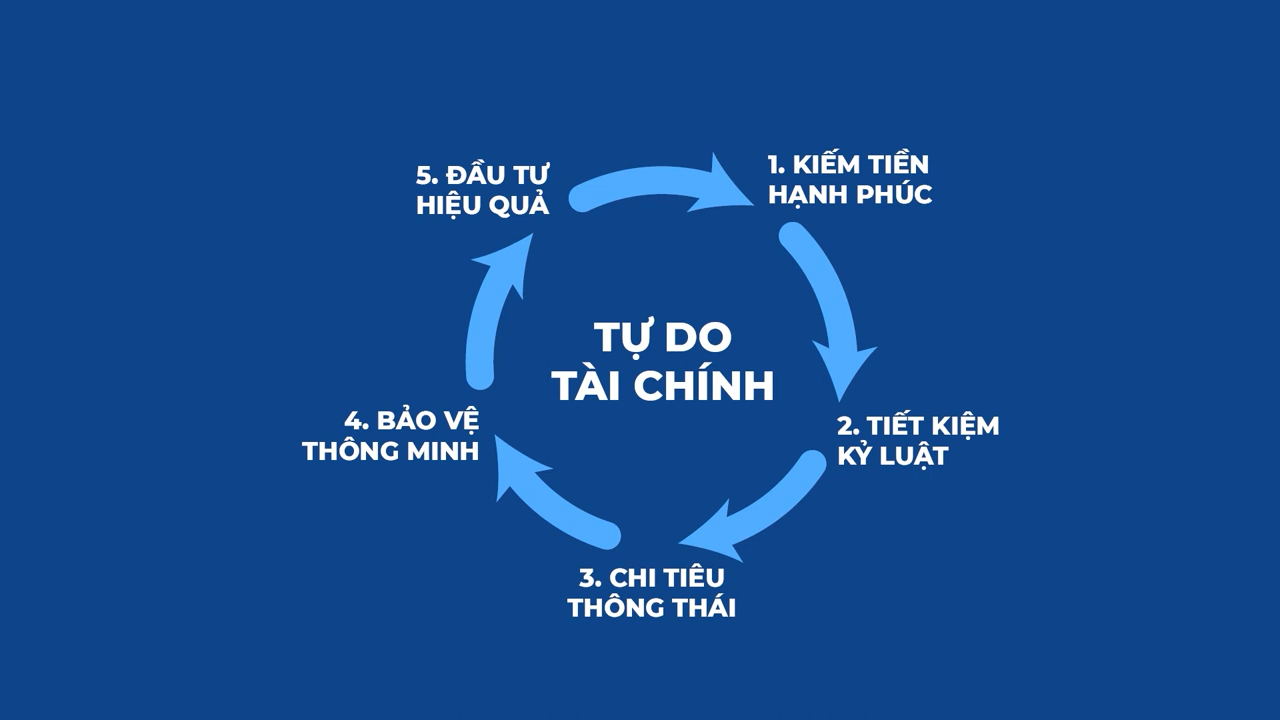 5. ĐẦU TƯ
HIỆU QUẢ
1. KIẾM TIỀN
HẠNH PHÚC
TỰ DO
TÀI CHÍNH
4. BẢO VỆ
THÔNG MINH
2. TIẾT KIỆM
KỶ LUẬT
3. CHI TIÊU
THÔNG THÁI